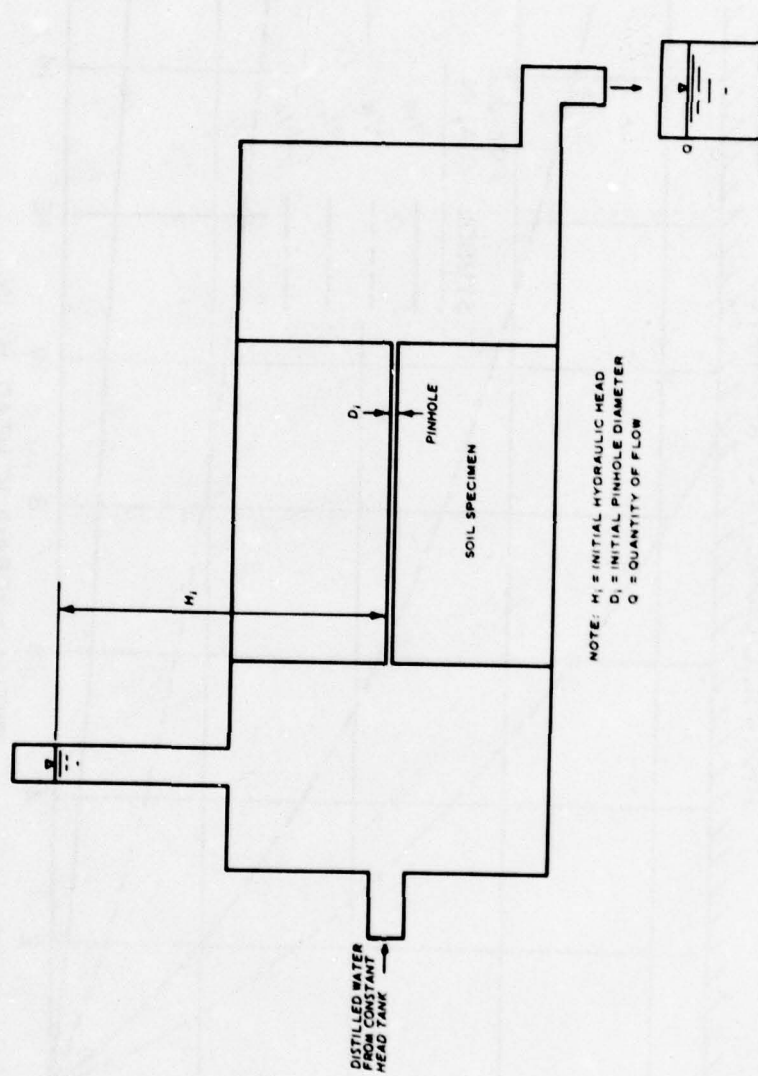 H₁
D₁
PINHOLE
SOIL SPECIMEN
DISTILLED WATER
FROM CONSTANT
HEAD TANK
Q
NOTE: H₁ = INITIAL HYDRAULIC HEAD
D₁ = INITIAL PINHOLE DIAMETER
Q = QUANTITY OF FLOW